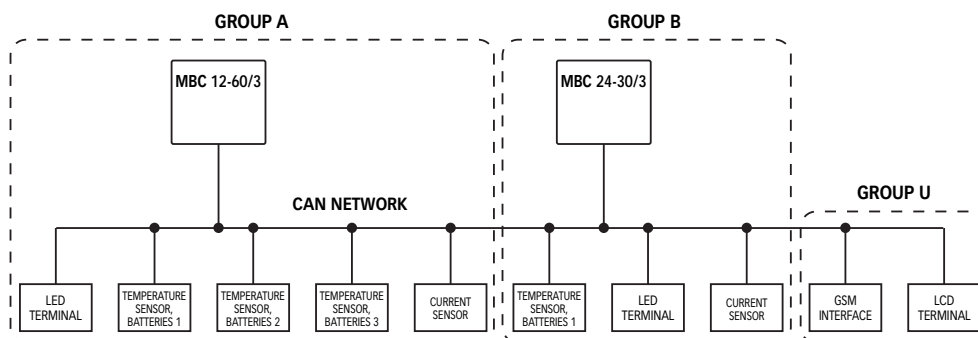 GROUP A
GROUP B
MBC 12-60/3
MBC 24-30/3
CAN NETWORK
GROUP U
LED
TERMINAL
TEMPERATURE
SENSOR,
BATTERIES 1
TEMPERATURE
SENSOR,
BATTERIES 2
TEMPERATURE
SENSOR,
BATTERIES 3
CURRENT
SENSOR
TEMPERATURE
SENSOR,
BATTERIES 1
LED
TERMINAL
CURRENT
SENSOR
GSM
INTERFACE
LCD
TERMINAL